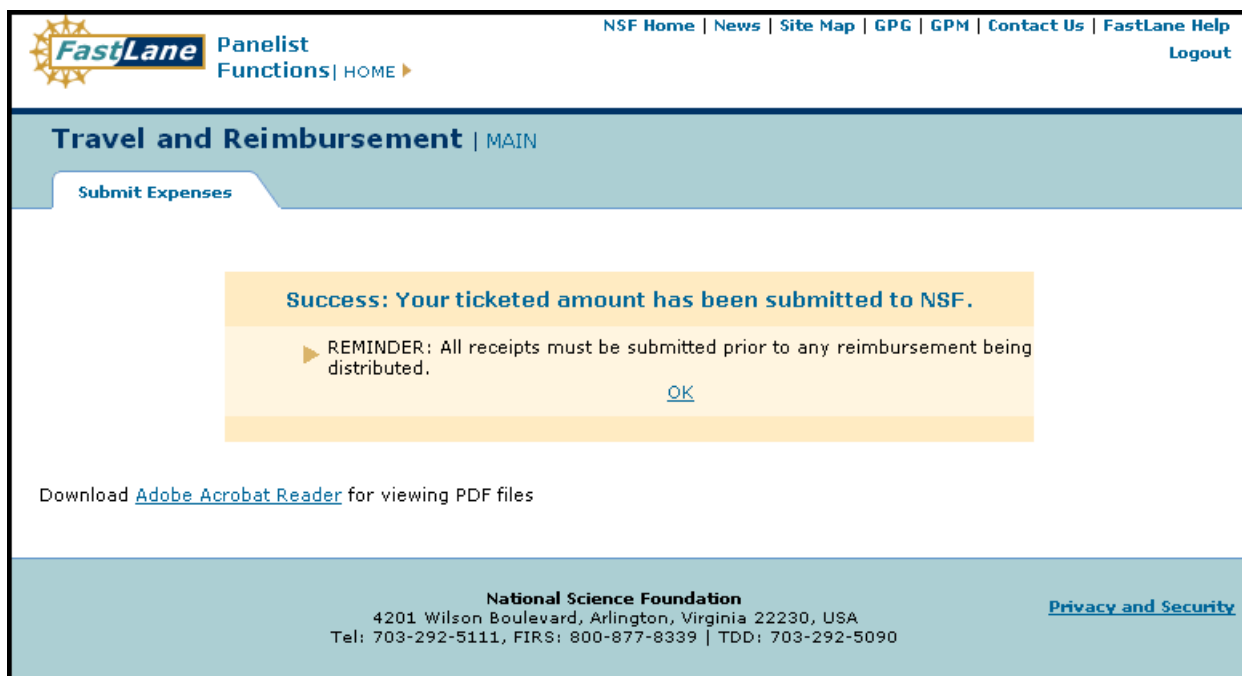 NSF Home | News | Site Map | GPG | GPM | Contact Us | FastLane Help
Logout
FastLane
Panelist
Functions| HOME
Travel and Reimbursement | MAIN
Submit Expenses
Success: Your ticketed amount has been submitted to NSF.
REMINDER: All receipts must be submitted prior to any reimbursement being
distributed.
OK
Download Adobe Acrobat Reader for viewing PDF files
National Science Foundation
4201 Wilson Boulevard, Arlington, Virginia 22230, USA
Tel: 703-292-5111, FIRS: 800-877-8339 | TDD: 703-292-5090
Privacy and Security